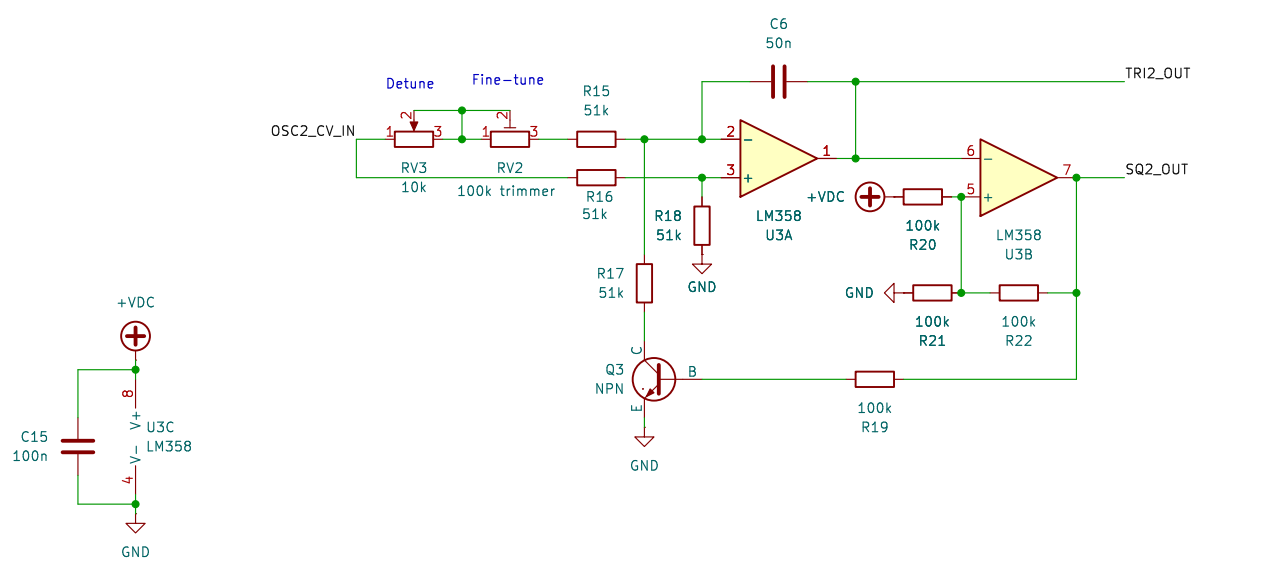 C6
50n
TRI2_OUT
Detune
Fine-tune
R15
51k
OSC2_CV_IN
1
2
3
1
2
3
RV3
10k
RV2
100k trimmer
R16
51k
2
−
3
+
1
LM358
U3A
R18
51k
GND
+VDC
100k
R20
6
−
5
+
7
SQ2_OUT
LM358
U3B
R17
51k
GND
100k
R21
100k
R22
Q3
NPN
C
B
E
100k
R19
GND
+VDC
8
V+
U3C
LM358
V-
4
C15
100n
GND